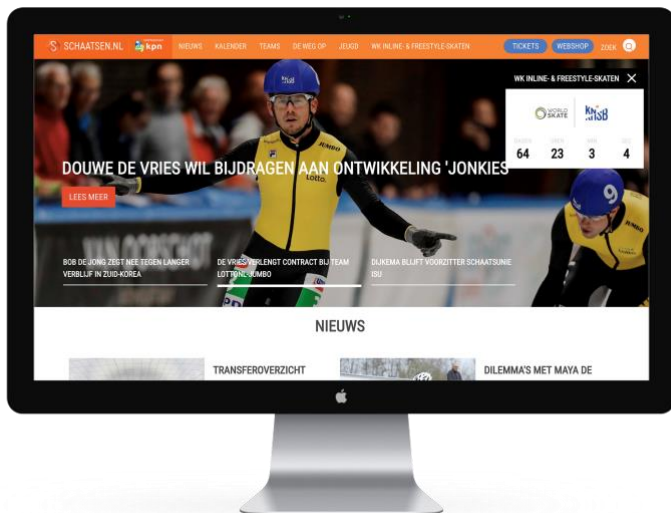 SCHAATSEN.NL
kpn
NIEUWS KALENDER TEAMS DE WEG OP JEUGD WK INLINE- & FREESTYLE-SKATEN
TICKETS WEBSHOP ZOEK
WK INLINE- & FREESTYLE-SKATEN
WORLD
SKATE
KNSB
64 23 3 4
DOUWE DE VRIES WIL BIJDRAGEN AAN ONTWIKKELING 'JONKIES'
LEES MEER
JUMBO
Lotto
9
BOB DE JONG ZEGT NEE TEGEN LANGER
VERBLIJF IN ZUID-KOREA
DE VRIES VERLENGT CONTRACT BIJ TEAM
LOTTONL-JUMBO
DIJKEMA BLIJFT VOORZITTER SCHAATSUNIE
ISU
NIEUWS
TRANSFEROVERZICHT
DILEMMA'S MET MAYA DE